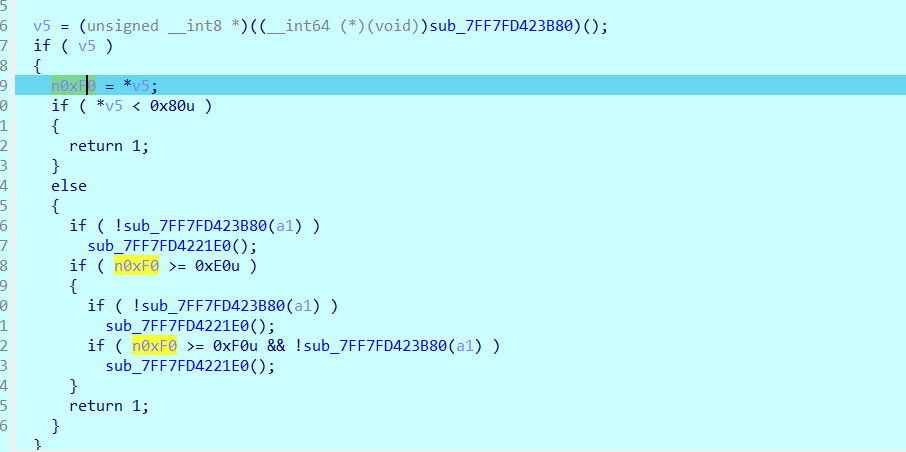 5
6 v5 = (unsigned __int8 *)((__int64 (*)(void))sub_7FF7FD423B80)();
7 if ( v5 )
8 {
9 n0xF0 = *v5;
0 if ( *v5 < 0x80u )
1 {
2 return 1;
3 }
4 else
5 {
6 if ( !sub_7FF7FD423B80(a1) )
7 sub_7FF7FD4221E0();
8 if ( n0xF0 >= 0xE0u )
9 {
0 if ( !sub_7FF7FD423B80(a1) )
1 sub_7FF7FD4221E0();
2 if ( n0xF0 >= 0xF0u && !sub_7FF7FD423B80(a1) )
3 sub_7FF7FD4221E0();
4 }
5 return 1;
6 }
}